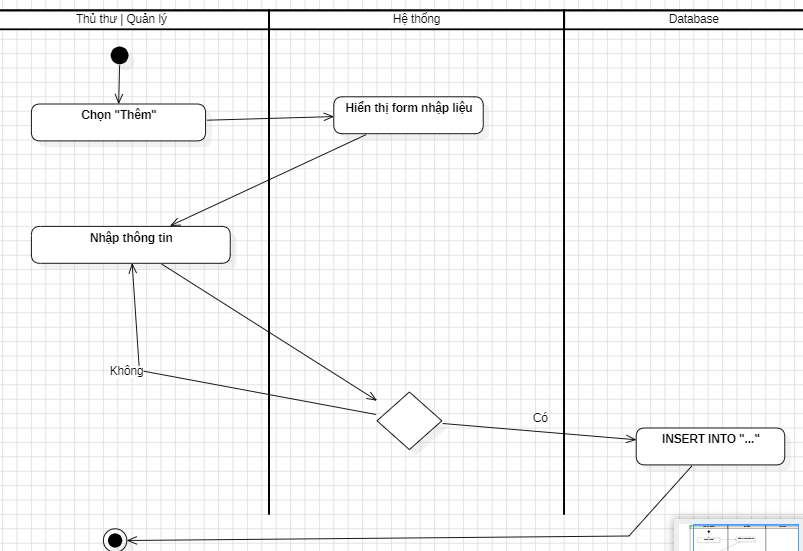 Thủ thư | Quản lý
Hệ thống
Database
Chọn "Thêm"
Hiển thị form nhập liệu
Nhập thông tin
Không
Có
INSERT INTO "..."